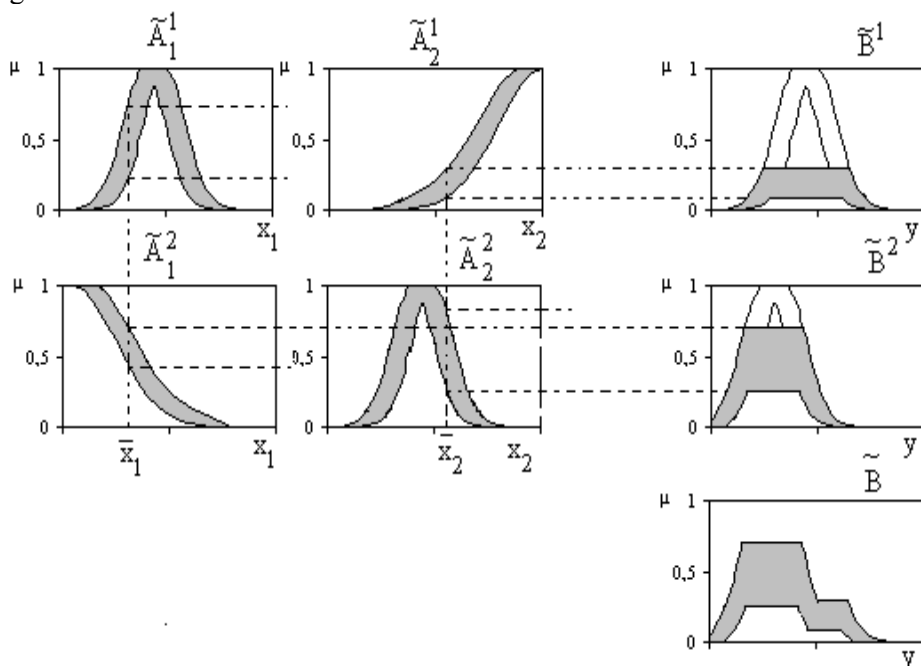 g
Ã₁¹ Ã₂¹ B̃¹
μ 1 μ 1 μ 1
0,5 0,5 0,5
0 0 0
x₁ x₂ y
Ã₁² Ã₂² B̃²
μ 1 μ 1 μ 1
0,5 0,5 0,5
0 0 0
x̄₁ x₁ x̄₂ x₂ y
B̃
μ 1
0,5
0
y